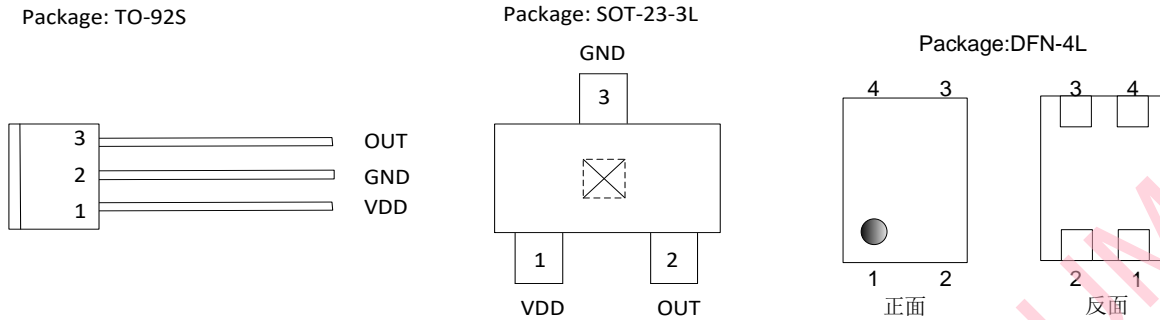 Package: TO-92S
3 OUT
2 GND
1 VDD
Package: SOT-23-3L
GND
3
1 2
VDD OUT
Package:DFN-4L
4 3 3 4
1 2 2 1
正面 反面